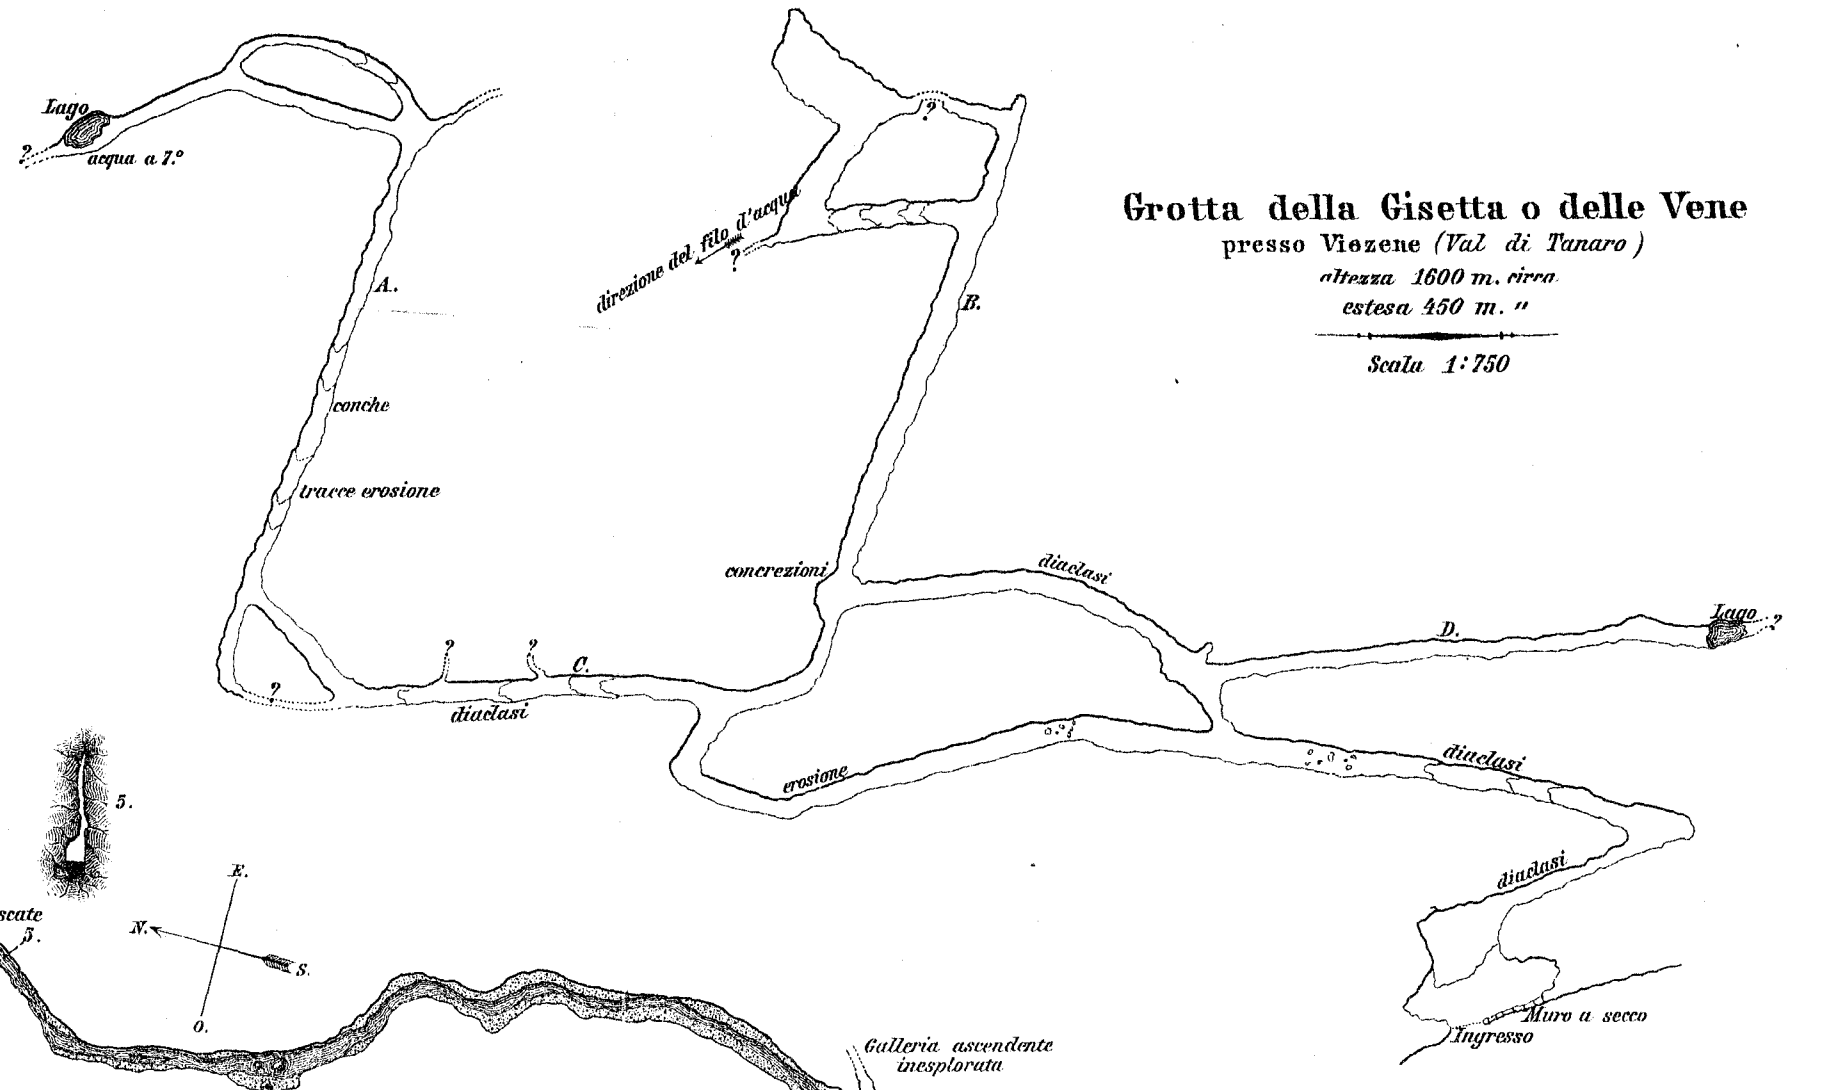 Lago
?
acqua a 7.º
?
direzione del filo d'acqua
?
Grotta della Gisetta o delle Vene
presso Viozene (Val di Tanaro)
altezza 1600 m. circa
estesa 450 m. "
Scala 1:750
A.
B.
conche
tracce erosione
concrezioni
diaclasi
Lago
?
D.
?
?
C.
?
diaclasi
erosione
diaclasi
5.
diaclasi
E.
N.
S.
O.
scate
5.
Muro a secco
Ingresso
Galleria ascendente
inesplorata